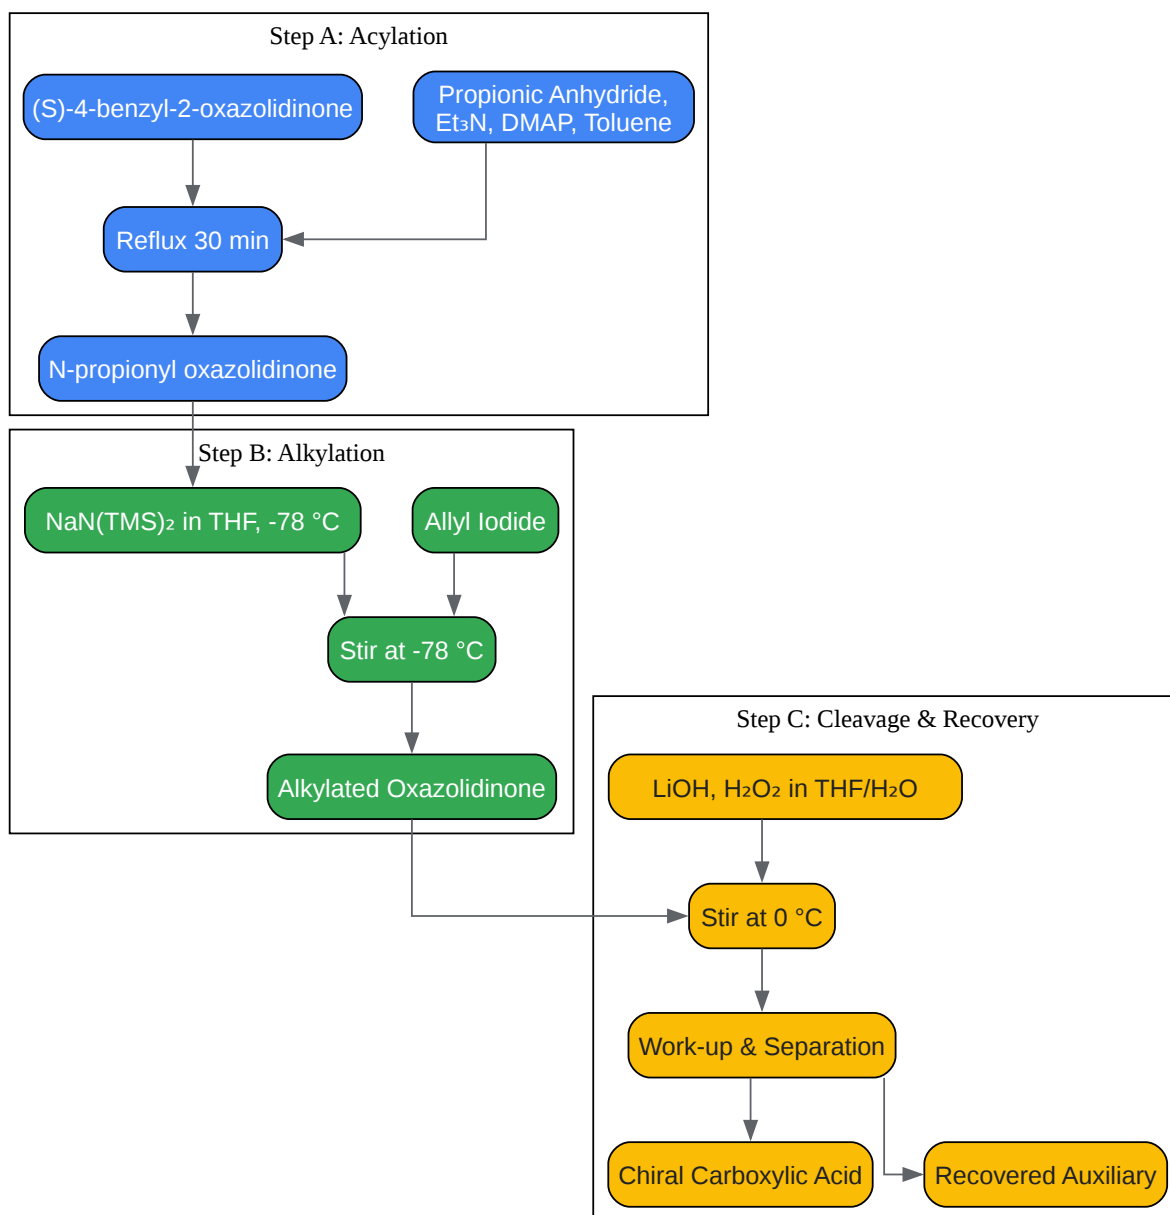 Step A: Acylation
(S)-4-benzyl-2-oxazolidinone
Propionic Anhydride,
Et₃N, DMAP, Toluene
Reflux 30 min
N-propionyl oxazolidinone
Step B: Alkylation
NaN(TMS)₂ in THF, -78 °C
Allyl Iodide
Stir at -78 °C
Alkylated Oxazolidinone
Step C: Cleavage & Recovery
LiOH, H₂O₂ in THF/H₂O
Stir at 0 °C
Work-up & Separation
Chiral Carboxylic Acid
Recovered Auxiliary